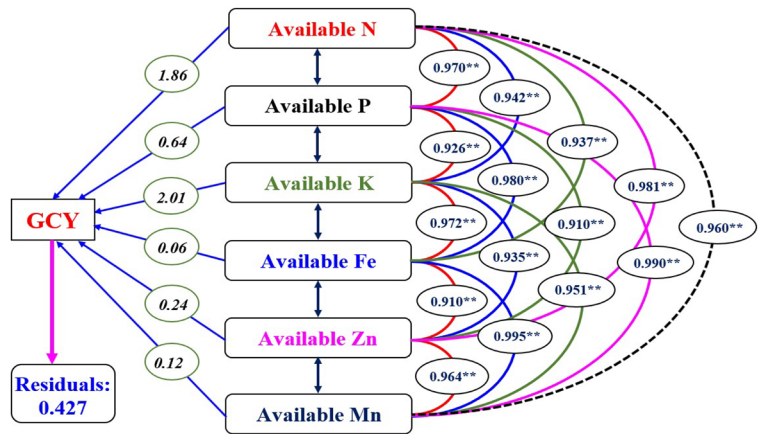 Available N
0.970**
1.86
0.942**
Available P
0.64
0.926**
0.937**
Available K
0.980**
0.981**
2.01
GCY
0.972**
0.910**
0.960**
0.06
Available Fe
0.935**
0.990**
0.24
0.910**
0.951**
Available Zn
0.995**
0.12
0.964**
Residuals:
0.427
Available Mn